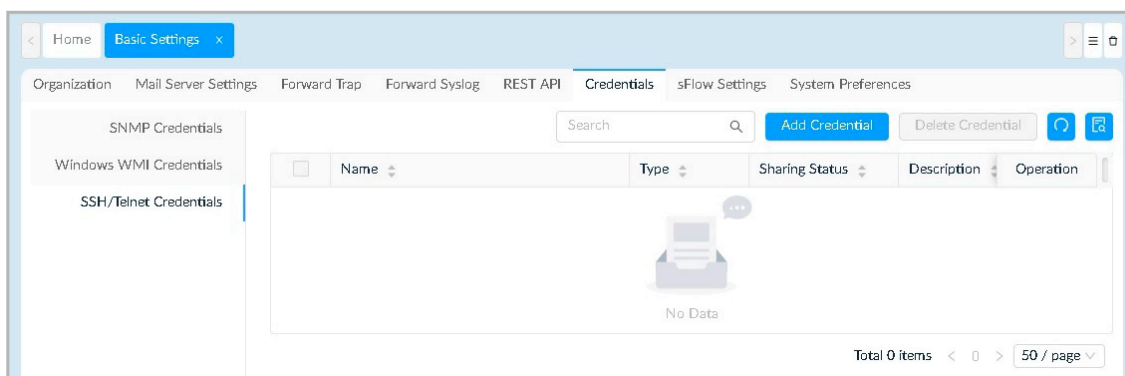 Home Basic Settings ×
Organization Mail Server Settings Forward Trap Forward Syslog REST API Credentials sFlow Settings System Preferences
SNMP Credentials
Windows WMI Credentials
SSH/Telnet Credentials
Search Add Credential Delete Credential
Name Type Sharing Status Description Operation
No Data
Total 0 items < 0 > 50 / page